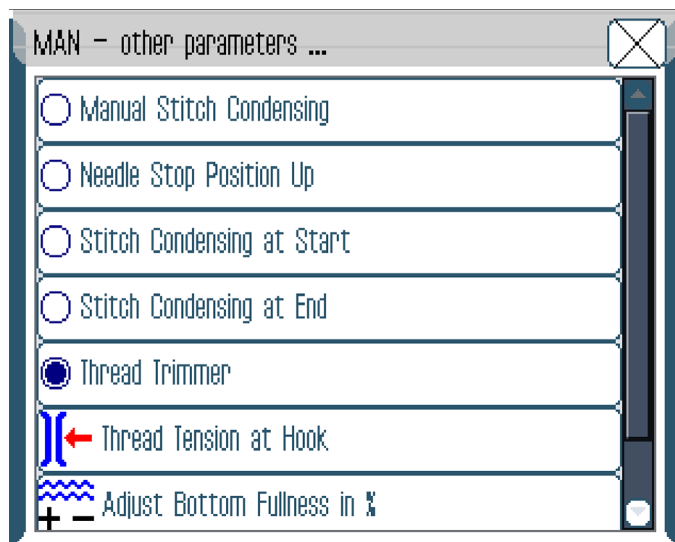 MAN - other parameters ...
Manual Stitch Condensing
Needle Stop Position Up
Stitch Condensing at Start
Stitch Condensing at End
Thread Trimmer
Thread Tension at Hook
Adjust Bottom Fullness in %